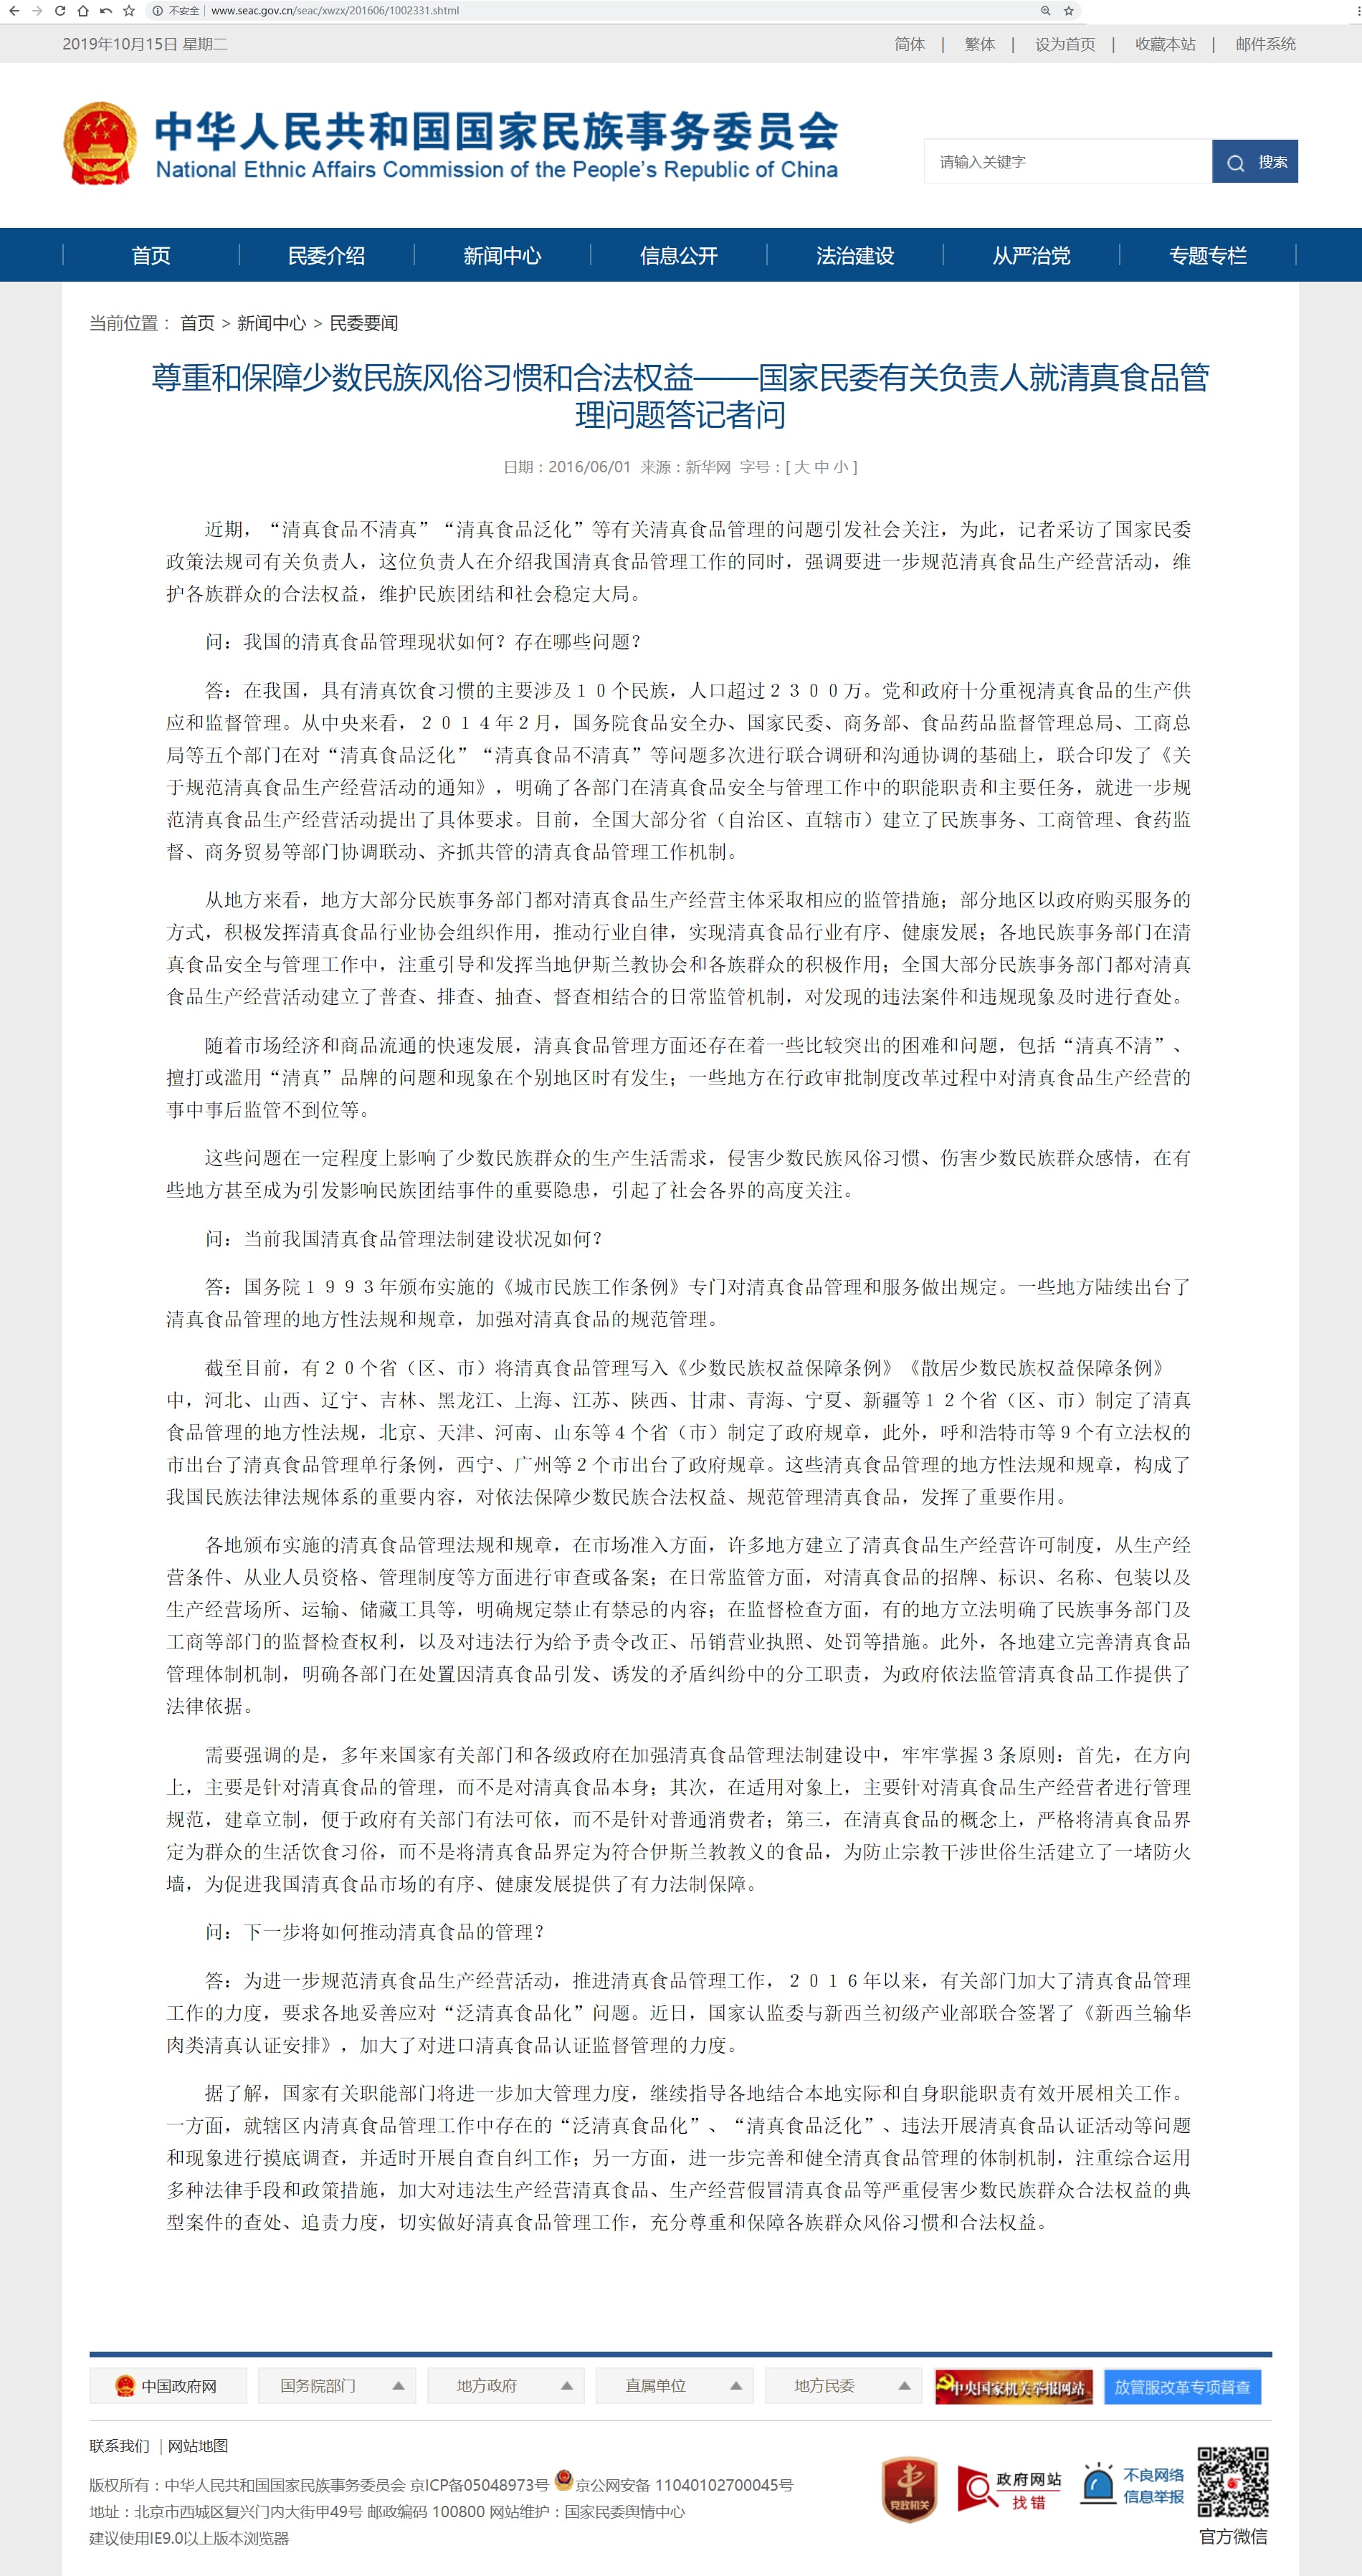 不安全 | www.seac.gov.cn/seac/xwzx/201606/1002331.shtml
2019年10月15日 星期二
简体 | 繁体 | 设为首页 | 收藏本站 | 邮件系统
中华人民共和国国家民族事务委员会
National Ethnic Affairs Commission of the People's Republic of China
请输入关键字
搜索
首页 民委介绍 新闻中心 信息公开 法治建设 从严治党 专题专栏
当前位置： 首页 > 新闻中心 > 民委要闻
尊重和保障少数民族风俗习惯和合法权益——国家民委有关负责人就清真食品管
理问题答记者问
日期：2016/06/01 来源：新华网 字号：[ 大 中 小 ]
近期，“清真食品不清真”“清真食品泛化”等有关清真食品管理的问题引发社会关注，为此，记者采访了国家民委
政策法规司有关负责人，这位负责人在介绍我国清真食品管理工作的同时，强调要进一步规范清真食品生产经营活动，维
护各族群众的合法权益，维护民族团结和社会稳定大局。
问：我国的清真食品管理现状如何？存在哪些问题？
答：在我国，具有清真饮食习惯的主要涉及１０个民族，人口超过２３００万。党和政府十分重视清真食品的生产供
应和监督管理。从中央来看，２０１４年２月，国务院食品安全办、国家民委、商务部、食品药品监督管理总局、工商总
局等五个部门在对“清真食品泛化”“清真食品不清真”等问题多次进行联合调研和沟通协调的基础上，联合印发了《关
于规范清真食品生产经营活动的通知》，明确了各部门在清真食品安全与管理工作中的职能职责和主要任务，就进一步规
范清真食品生产经营活动提出了具体要求。目前，全国大部分省（自治区、直辖市）建立了民族事务、工商管理、食药监
督、商务贸易等部门协调联动、齐抓共管的清真食品管理工作机制。
从地方来看，地方大部分民族事务部门都对清真食品生产经营主体采取相应的监管措施；部分地区以政府购买服务的
方式，积极发挥清真食品行业协会组织作用，推动行业自律，实现清真食品行业有序、健康发展；各地民族事务部门在清
真食品安全与管理工作中，注重引导和发挥当地伊斯兰教协会和各族群众的积极作用；全国大部分民族事务部门都对清真
食品生产经营活动建立了普查、排查、抽查、督查相结合的日常监管机制，对发现的违法案件和违规现象及时进行查处。
随着市场经济和商品流通的快速发展，清真食品管理方面还存在着一些比较突出的困难和问题，包括“清真不清”、
擅打或滥用“清真”品牌的问题和现象在个别地区时有发生；一些地方在行政审批制度改革过程中对清真食品生产经营的
事中事后监管不到位等。
这些问题在一定程度上影响了少数民族群众的生产生活需求，侵害少数民族风俗习惯、伤害少数民族群众感情，在有
些地方甚至成为引发影响民族团结事件的重要隐患，引起了社会各界的高度关注。
问：当前我国清真食品管理法制建设状况如何？
答：国务院１９９３年颁布实施的《城市民族工作条例》专门对清真食品管理和服务做出规定。一些地方陆续出台了
清真食品管理的地方性法规和规章，加强对清真食品的规范管理。
截至目前，有２０个省（区、市）将清真食品管理写入《少数民族权益保障条例》《散居少数民族权益保障条例》
中，河北、山西、辽宁、吉林、黑龙江、上海、江苏、陕西、甘肃、青海、宁夏、新疆等１２个省（区、市）制定了清真
食品管理的地方性法规，北京、天津、河南、山东等４个省（市）制定了政府规章，此外，呼和浩特市等９个有立法权的
市出台了清真食品管理单行条例，西宁、广州等２个市出台了政府规章。这些清真食品管理的地方性法规和规章，构成了
我国民族法律法规体系的重要内容，对依法保障少数民族合法权益、规范管理清真食品，发挥了重要作用。
各地颁布实施的清真食品管理法规和规章，在市场准入方面，许多地方建立了清真食品生产经营许可制度，从生产经
营条件、从业人员资格、管理制度等方面进行审查或备案；在日常监管方面，对清真食品的招牌、标识、名称、包装以及
生产经营场所、运输、储藏工具等，明确规定禁止有禁忌的内容；在监督检查方面，有的地方立法明确了民族事务部门及
工商等部门的监督检查权利，以及对违法行为给予责令改正、吊销营业执照、处罚等措施。此外，各地建立完善清真食品
管理体制机制，明确各部门在处置因清真食品引发、诱发的矛盾纠纷中的分工职责，为政府依法监管清真食品工作提供了
法律依据。
需要强调的是，多年来国家有关部门和各级政府在加强清真食品管理法制建设中，牢牢掌握３条原则：首先，在方向
上，主要是针对清真食品的管理，而不是对清真食品本身；其次，在适用对象上，主要针对清真食品生产经营者进行管理
规范，建章立制，便于政府有关部门有法可依，而不是针对普通消费者；第三，在清真食品的概念上，严格将清真食品界
定为群众的生活饮食习俗，而不是将清真食品界定为符合伊斯兰教教义的食品，为防止宗教干涉世俗生活建立了一堵防火
墙，为促进我国清真食品市场的有序、健康发展提供了有力法制保障。
问：下一步将如何推动清真食品的管理？
答：为进一步规范清真食品生产经营活动，推进清真食品管理工作，２０１６年以来，有关部门加大了清真食品管理
工作的力度，要求各地妥善应对“泛清真食品化”问题。近日，国家认监委与新西兰初级产业部联合签署了《新西兰输华
肉类清真认证安排》，加大了对进口清真食品认证监督管理的力度。
据了解，国家有关职能部门将进一步加大管理力度，继续指导各地结合本地实际和自身职能职责有效开展相关工作。
一方面，就辖区内清真食品管理工作中存在的“泛清真食品化”、“清真食品泛化”、违法开展清真食品认证活动等问题
和现象进行摸底调查，并适时开展自查自纠工作；另一方面，进一步完善和健全清真食品管理的体制机制，注重综合运用
多种法律手段和政策措施，加大对违法生产经营清真食品、生产经营假冒清真食品等严重侵害少数民族群众合法权益的典
型案件的查处、追责力度，切实做好清真食品管理工作，充分尊重和保障各族群众风俗习惯和合法权益。
中国政府网 国务院部门 地方政府 直属单位 地方民委 中央国家机关举报网站 放管服改革专项督查
联系我们 | 网站地图
版权所有：中华人民共和国国家民族事务委员会 京ICP备05048973号 京公网安备 11040102700045号
地址：北京市西城区复兴门内大街甲49号 邮政编码 100800 网站维护：国家民委舆情中心
建议使用IE9.0以上版本浏览器
党政机关
政府网站
找错
不良网络
信息举报
官方微信